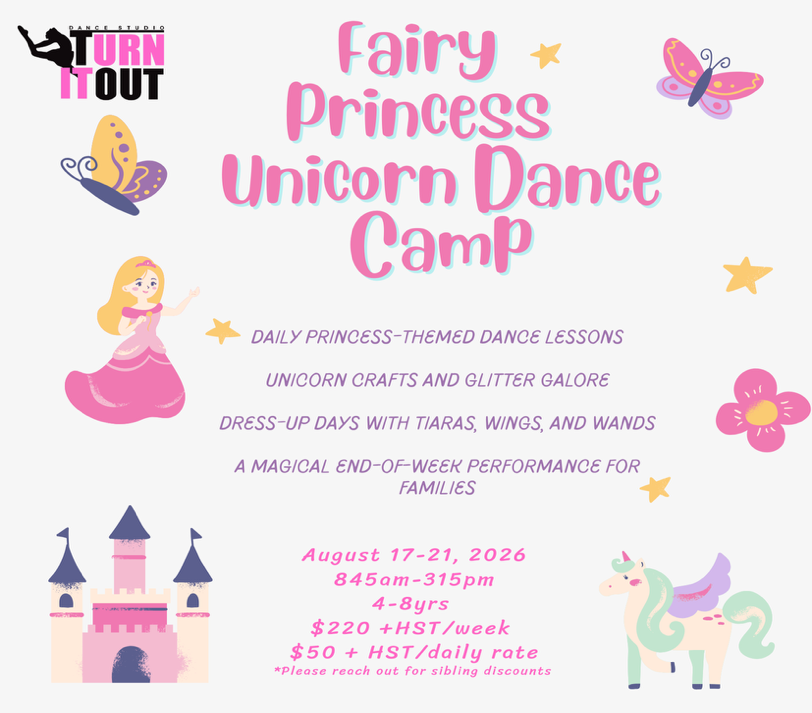 DANCE STUDIO
TURN
IT OUT
Fairy
Princess
Unicorn Dance
Camp
DAILY PRINCESS-THEMED DANCE LESSONS
UNICORN CRAFTS AND GLITTER GALORE
DRESS-UP DAYS WITH TIARAS, WINGS, AND WANDS
A MAGICAL END-OF-WEEK PERFORMANCE FOR
FAMILIES
August 17-21, 2026
845am-315pm
4-8yrs
$220 +HST/week
$50 + HST/daily rate
*Please reach out for sibling discounts